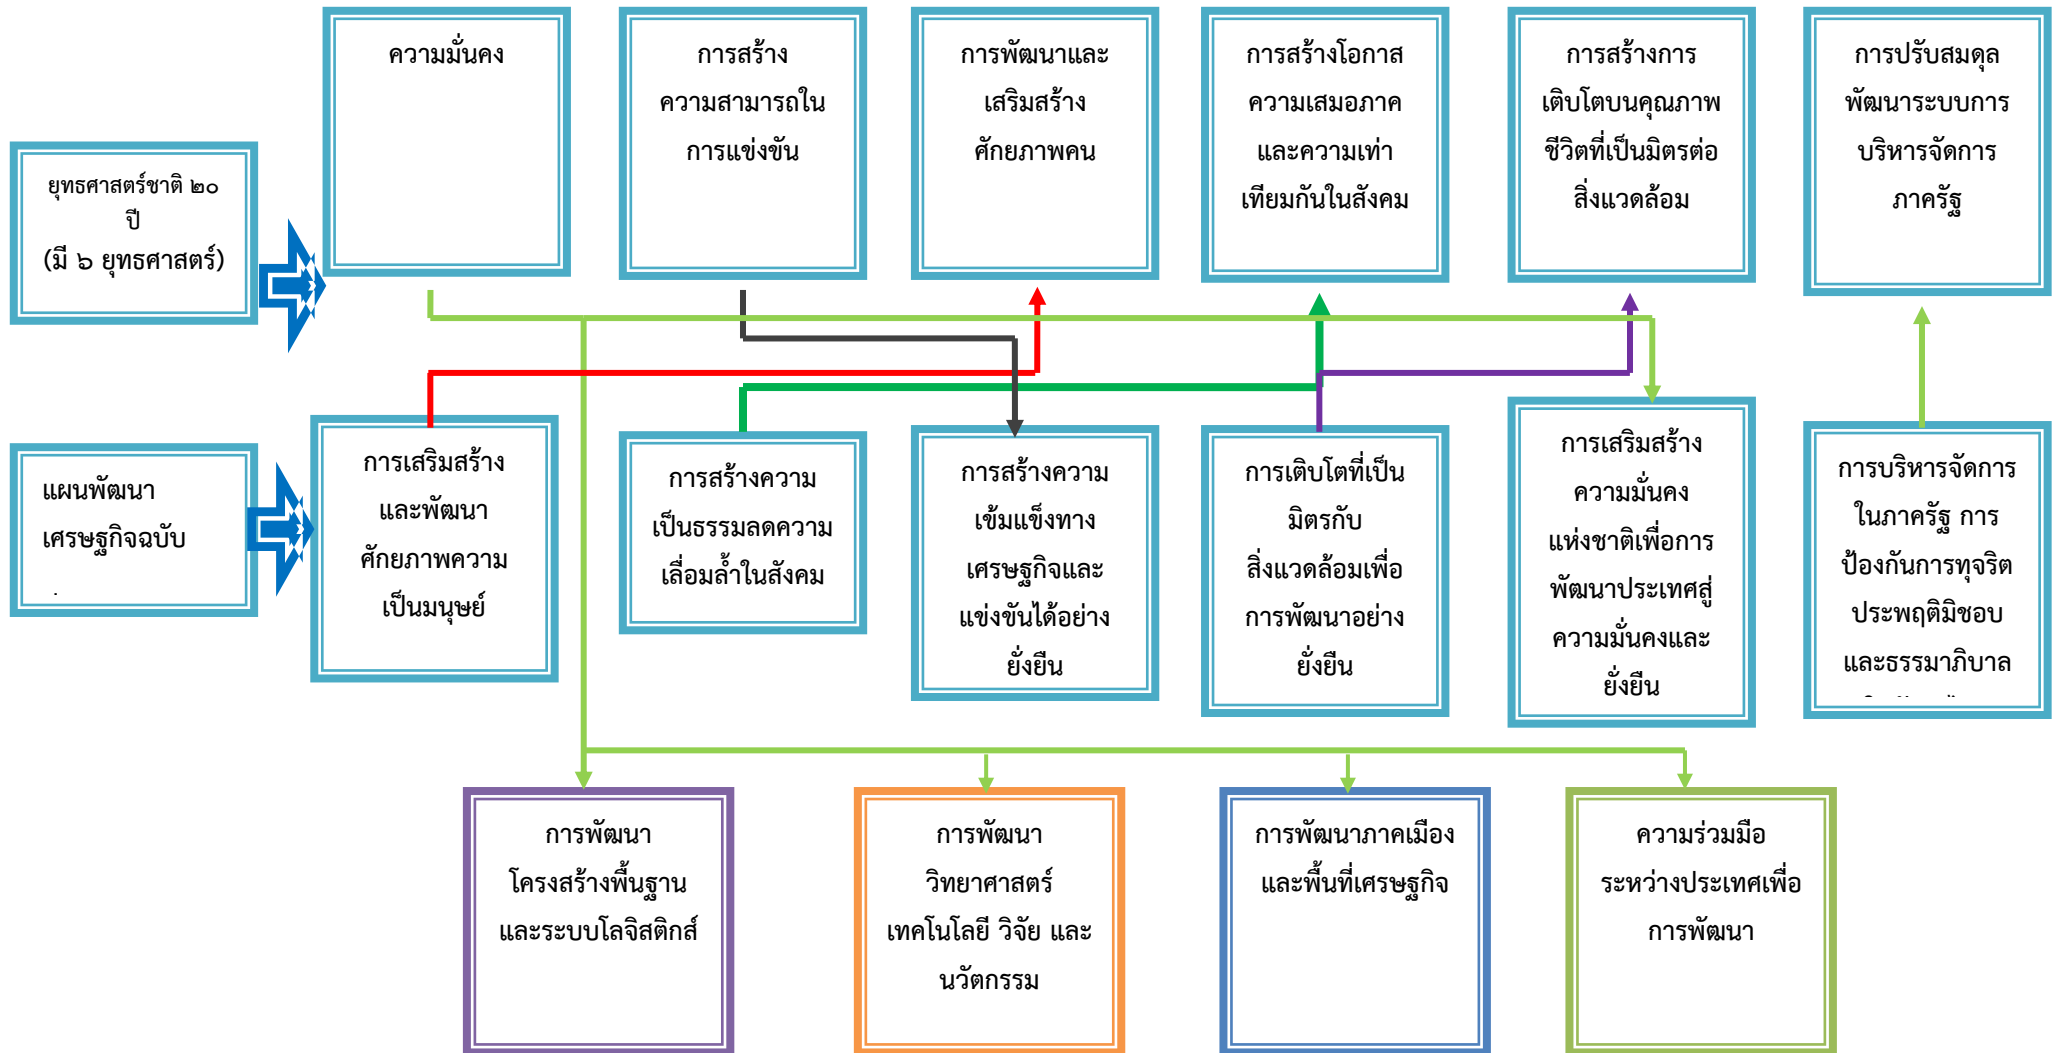 ความมั่นคง
การสร้าง
ความสามารถใน
การแข่งขัน
การพัฒนาและ
เสริมสร้าง
ศักยภาพคน
การสร้างโอกาส
ความเสมอภาค
และความเท่า
เทียมกันในสังคม
การสร้างการ
เติบโตบนคุณภาพ
ชีวิตที่เป็นมิตรต่อ
สิ่งแวดล้อม
การปรับสมดุล
พัฒนาระบบการ
บริหารจัดการ
ภาครัฐ
ยุทธศาสตร์ชาติ ๒๐
ปี
(มี ๖ ยุทธศาสตร์)
แผนพัฒนา
เศรษฐกิจฉบับ
การเสริมสร้าง
และพัฒนา
ศักยภาพความ
เป็นมนุษย์
การสร้างความ
เป็นธรรมลดความ
เลื่อมล้ำในสังคม
การสร้างความ
เข้มแข็งทาง
เศรษฐกิจและ
แข่งขันได้อย่าง
ยั่งยืน
การเติบโตที่เป็น
มิตรกับ
สิ่งแวดล้อมเพื่อ
การพัฒนาอย่าง
ยั่งยืน
การเสริมสร้าง
ความมั่นคง
แห่งชาติเพื่อการ
พัฒนาประเทศสู่
ความมั่นคงและ
ยั่งยืน
การบริหารจัดการ
ในภาครัฐ การ
ป้องกันการทุจริต
ประพฤติมิชอบ
และธรรมาภิบาล
การพัฒนา
โครงสร้างพื้นฐาน
และระบบโลจิสติกส์
การพัฒนา
วิทยาศาสตร์
เทคโนโลยี วิจัย และ
นวัตกรรม
การพัฒนาภาคเมือง
และพื้นที่เศรษฐกิจ
ความร่วมมือ
ระหว่างประเทศเพื่อ
การพัฒนา